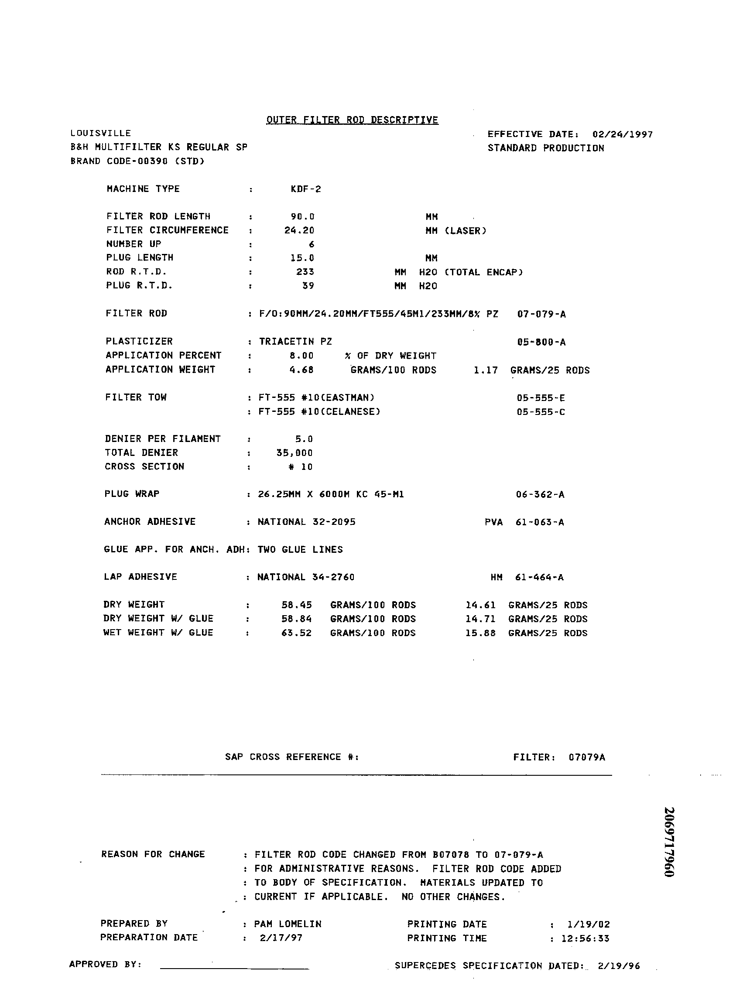 OUTER FILTER ROD DESCRIPTIVE
LOUISVILLE EFFECTIVE DATE: 02/24/1997
B&H MULTIFILTER KS REGULAR SP STANDARD PRODUCTION
BRAND CODE-00390 (STD)
MACHINE TYPE : KDF-2
FILTER ROD LENGTH : 90.0 MM
FILTER CIRCUMFERENCE : 24.20 MM (LASER)
NUMBER UP : 6
PLUG LENGTH : 15.0 MM
ROD R.T.D. : 233 MM H2O (TOTAL ENCAP)
PLUG R.T.D. : 39 MM H2O
FILTER ROD : F/O:90MM/24.20MM/FT555/45M1/233MM/8% PZ 07-079-A
PLASTICIZER : TRIACETIN PZ 05-800-A
APPLICATION PERCENT : 8.00 % OF DRY WEIGHT
APPLICATION WEIGHT : 4.68 GRAMS/100 RODS 1.17 GRAMS/25 RODS
FILTER TOW : FT-555 #10(EASTMAN) 05-555-E
: FT-555 #10(CELANESE) 05-555-C
DENIER PER FILAMENT : 5.0
TOTAL DENIER : 35,000
CROSS SECTION : # 10
PLUG WRAP : 26.25MM X 6000M KC 45-M1 06-362-A
ANCHOR ADHESIVE : NATIONAL 32-2095 PVA 61-063-A
GLUE APP. FOR ANCH. ADH: TWO GLUE LINES
LAP ADHESIVE : NATIONAL 34-2760 HM 61-464-A
DRY WEIGHT : 58.45 GRAMS/100 RODS 14.61 GRAMS/25 RODS
DRY WEIGHT W/ GLUE : 58.84 GRAMS/100 RODS 14.71 GRAMS/25 RODS
WET WEIGHT W/ GLUE : 63.52 GRAMS/100 RODS 15.88 GRAMS/25 RODS
SAP CROSS REFERENCE #: FILTER: 07079A
2069717960
REASON FOR CHANGE : FILTER ROD CODE CHANGED FROM B07078 TO 07-079-A
: FOR ADMINISTRATIVE REASONS. FILTER ROD CODE ADDED
: TO BODY OF SPECIFICATION. MATERIALS UPDATED TO
: CURRENT IF APPLICABLE. NO OTHER CHANGES.
PREPARED BY : PAM LOMELIN PRINTING DATE : 1/19/02
PREPARATION DATE : 2/17/97 PRINTING TIME : 12:56:33
APPROVED BY: SUPERCEDES SPECIFICATION DATED: 2/19/96